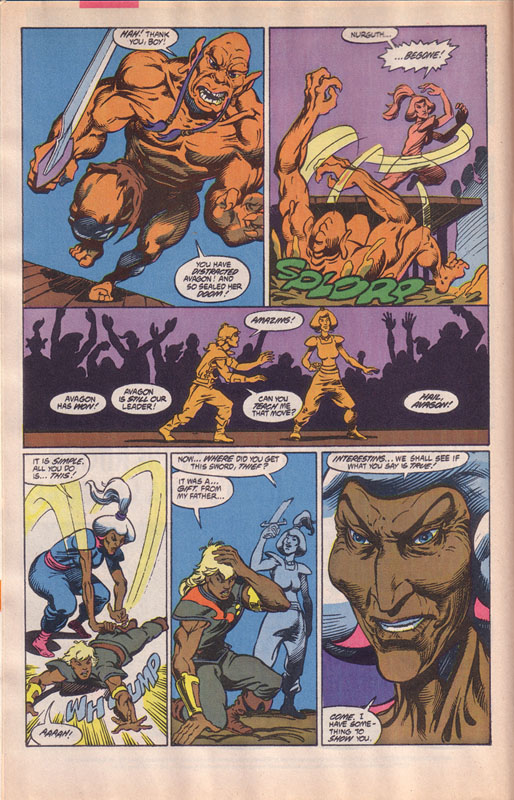 HAH! THANK
YOU, BOY!
YOU HAVE
DISTRACTED
AVAGON! AND
SO SEALED HER
DOOM!
NURGUTH...
...BEGONE!
SPLORP
AMAZING!
AVAGON
HAS WON!
AVAGON
IS STILL OUR
LEADER!
CAN YOU
TEACH ME
THAT MOVE?
HAIL,
AVAGON!
IT IS SIMPLE.
ALL YOU DO
IS... THIS!
WHUUMP
AAAAH!
NOW... WHERE DID YOU GET
THIS SWORD, THIEF?
IT WAS A...
GIFT. FROM
MY FATHER...
INTERESTING... WE SHALL SEE IF
WHAT YOU SAY IS TRUE!
COME, I
HAVE SOME-
THING TO
SHOW YOU.